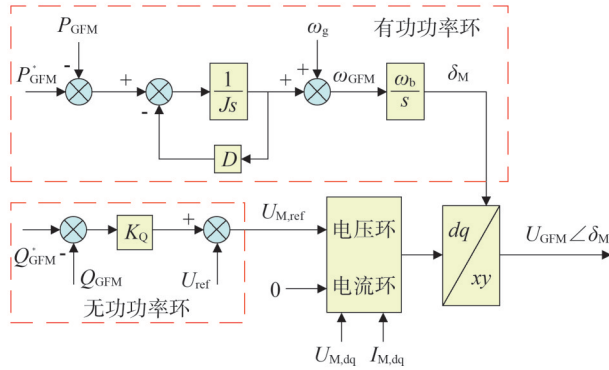 P_GFM
ω_g
有功功率环
P*_GFM
-
+
-
1/Js
+
+
ω_GFM
ω_b/s
δ_M
D
Q*_GFM
-
K_Q
+
U_M,ref
Q_GFM
U_ref
无功功率环
0
电压环
电流环
dq
xy
U_GFM∠δ_M
U_M,dq
I_M,dq